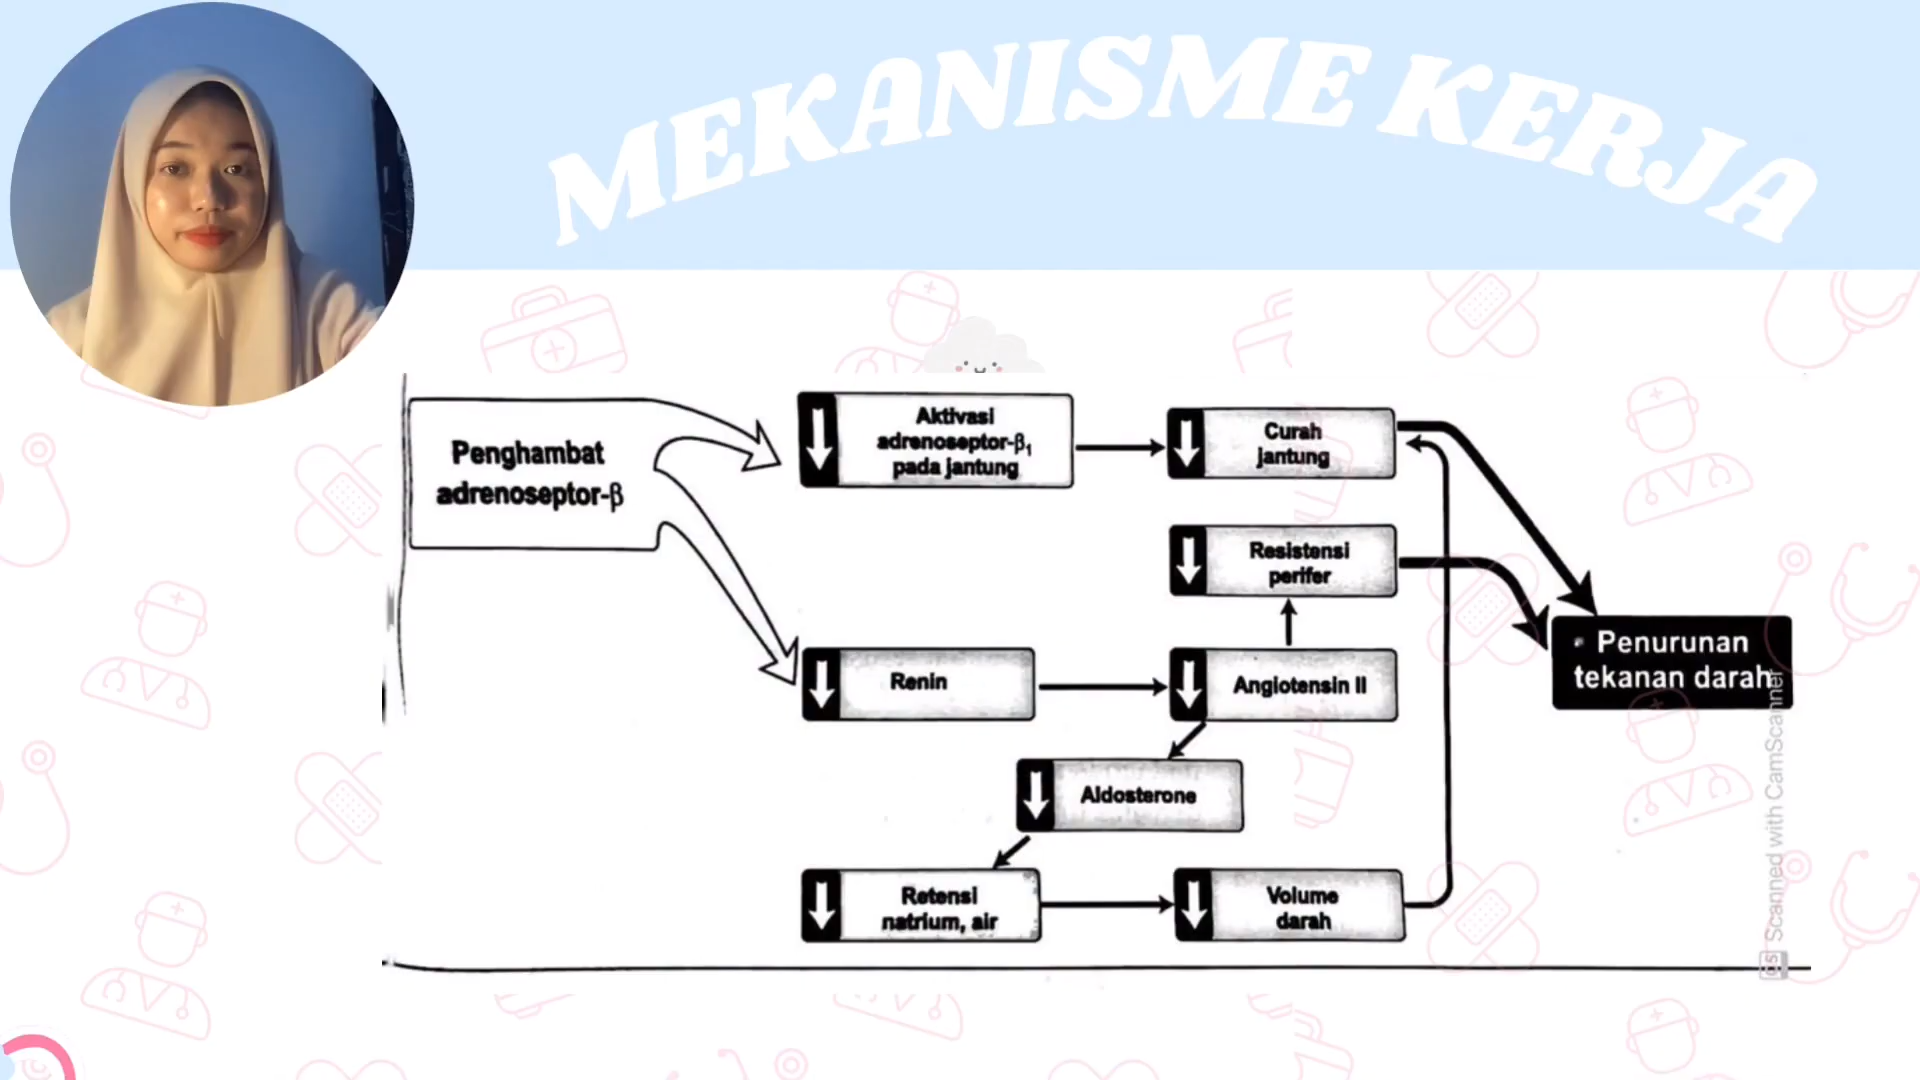 MEKANISME KERJA
Penghambat
adrenoseptor-β
Aktivasi
adrenoseptor-β₁
pada jantung
Curah
jantung
Resistensi
perifer
Renin
Angiotensin II
Penurunan
tekanan darah
Aldosterone
Retensi
natrium, air
Volume
darah
CS Scanned with CamScanner